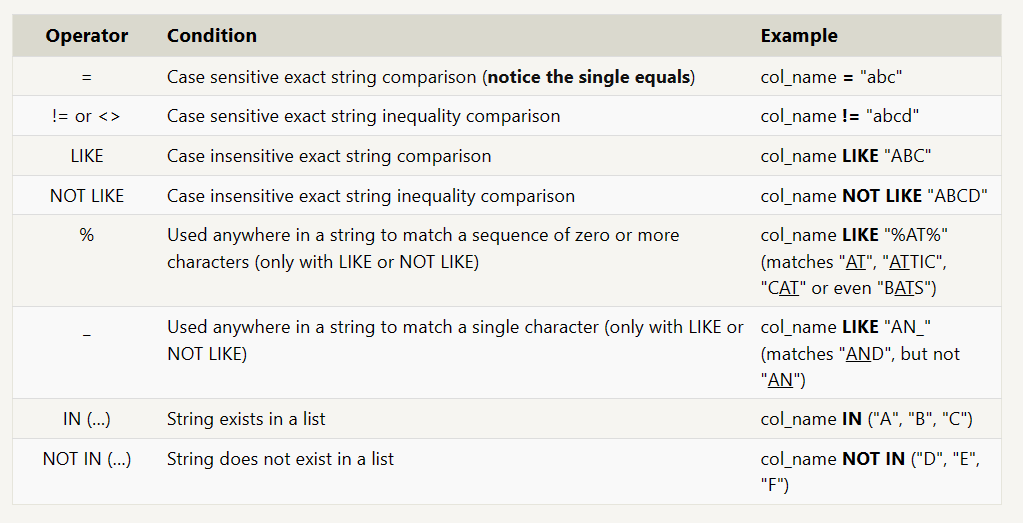 Operator Condition Example
= Case sensitive exact string comparison (notice the single equals) col_name = "abc"
!= or <> Case sensitive exact string inequality comparison col_name != "abcd"
LIKE Case insensitive exact string comparison col_name LIKE "ABC"
NOT LIKE Case insensitive exact string inequality comparison col_name NOT LIKE "ABCD"
% Used anywhere in a string to match a sequence of zero or more
characters (only with LIKE or NOT LIKE)
col_name LIKE "%AT%"
(matches "AT", "ATTIC",
"CAT" or even "BATS")
_ Used anywhere in a string to match a single character (only with LIKE or
NOT LIKE)
col_name LIKE "AN_"
(matches "AND", but not
"AN")
IN (…) String exists in a list col_name IN ("A", "B", "C")
NOT IN (…) String does not exist in a list col_name NOT IN ("D", "E",
"F")